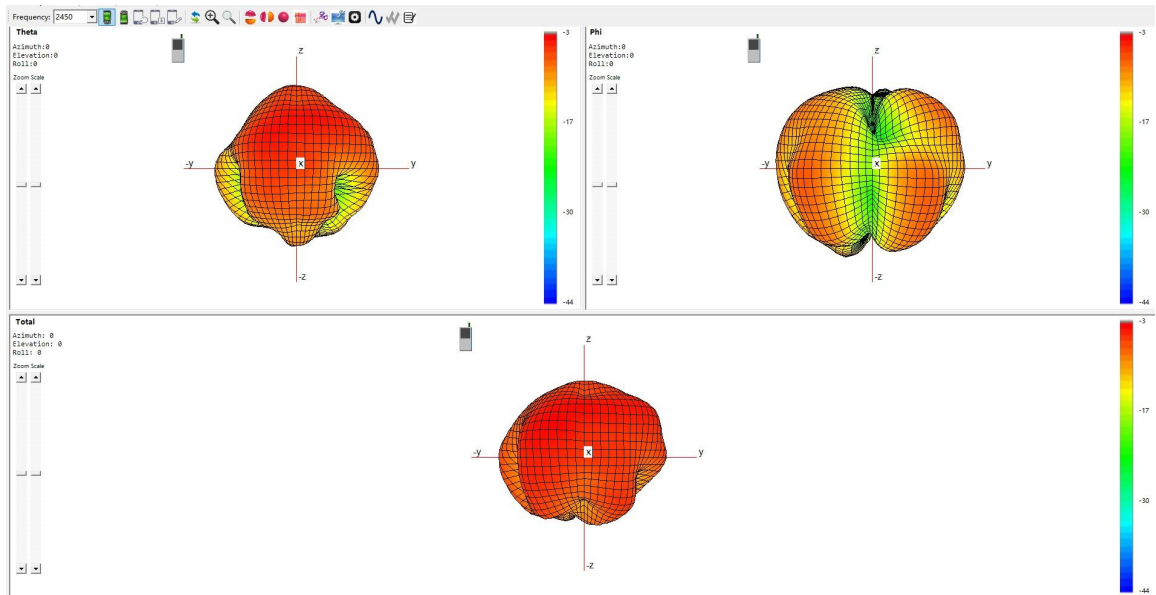 Frequency: 2450
Theta
Azimuth:0
Elevation:0
Roll:0
Zoom Scale
z
-y
x
y
-z
-3
-17
-30
-44
Phi
Azimuth:0
Elevation:0
Roll:0
Zoom Scale
z
-y
x
y
-z
-3
-17
-30
-44
Total
Azimuth: 0
Elevation: 0
Roll: 0
Zoom Scale
z
-y
x
y
-z
-3
-17
-30
-44